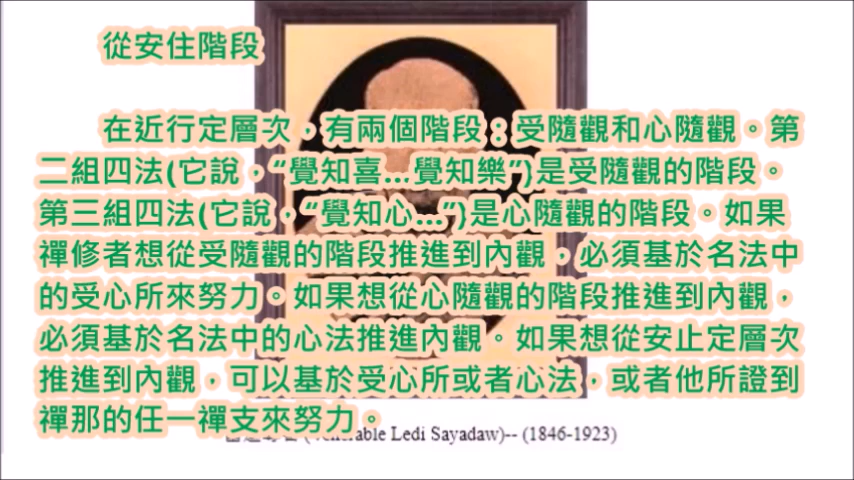 從安住階段
在近行定層次，有兩個階段：受隨觀和心隨觀。第
二組四法(它說，“覺知喜...覺知樂”)是受隨觀的階段。
第三組四法(它說，“覺知心...”)是心隨觀的階段。如果
禪修者想從受隨觀的階段推進到內觀，必須基於名法中
的受心所來努力。如果想從心隨觀的階段推進到內觀，
必須基於名法中的心法推進內觀。如果想從安止定層次
推進到內觀，可以基於受心所或者心法，或者他所證到
禪那的任一禪支來努力。
(Venerable Ledi Sayadaw)-- (1846-1923)